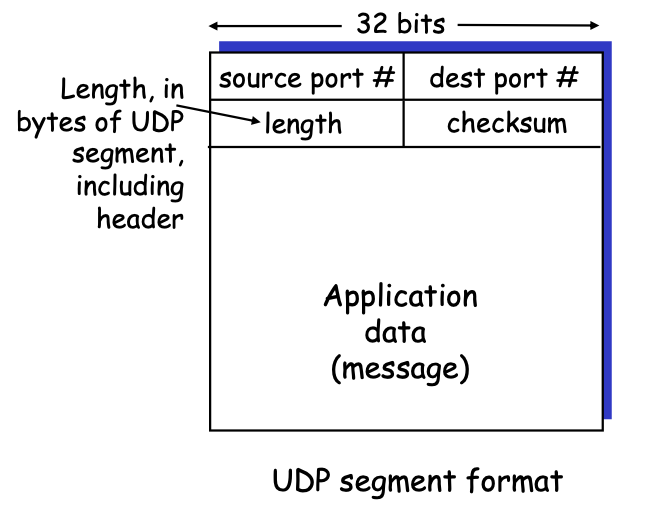 32 bits
source port #
dest port #
Length, in
bytes of UDP
segment,
including
header
length
checksum
Application
data
(message)
UDP segment format